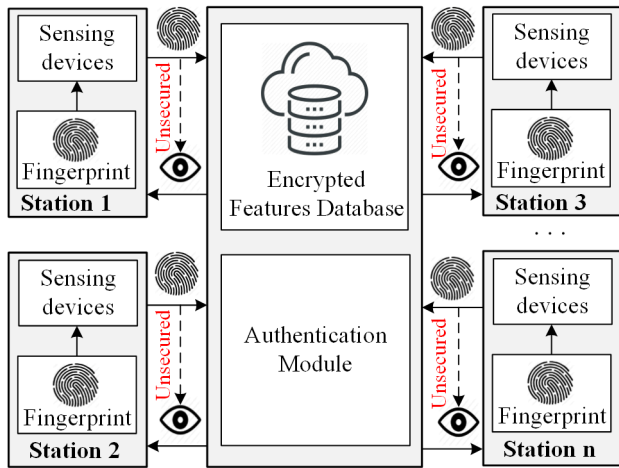 Sensing
devices
Fingerprint
Station 1
Unsecured
Encrypted
Features Database
Unsecured
Sensing
devices
Fingerprint
Station 3
. . .
Sensing
devices
Fingerprint
Station 2
Unsecured
Authentication
Module
Unsecured
Sensing
devices
Fingerprint
Station n